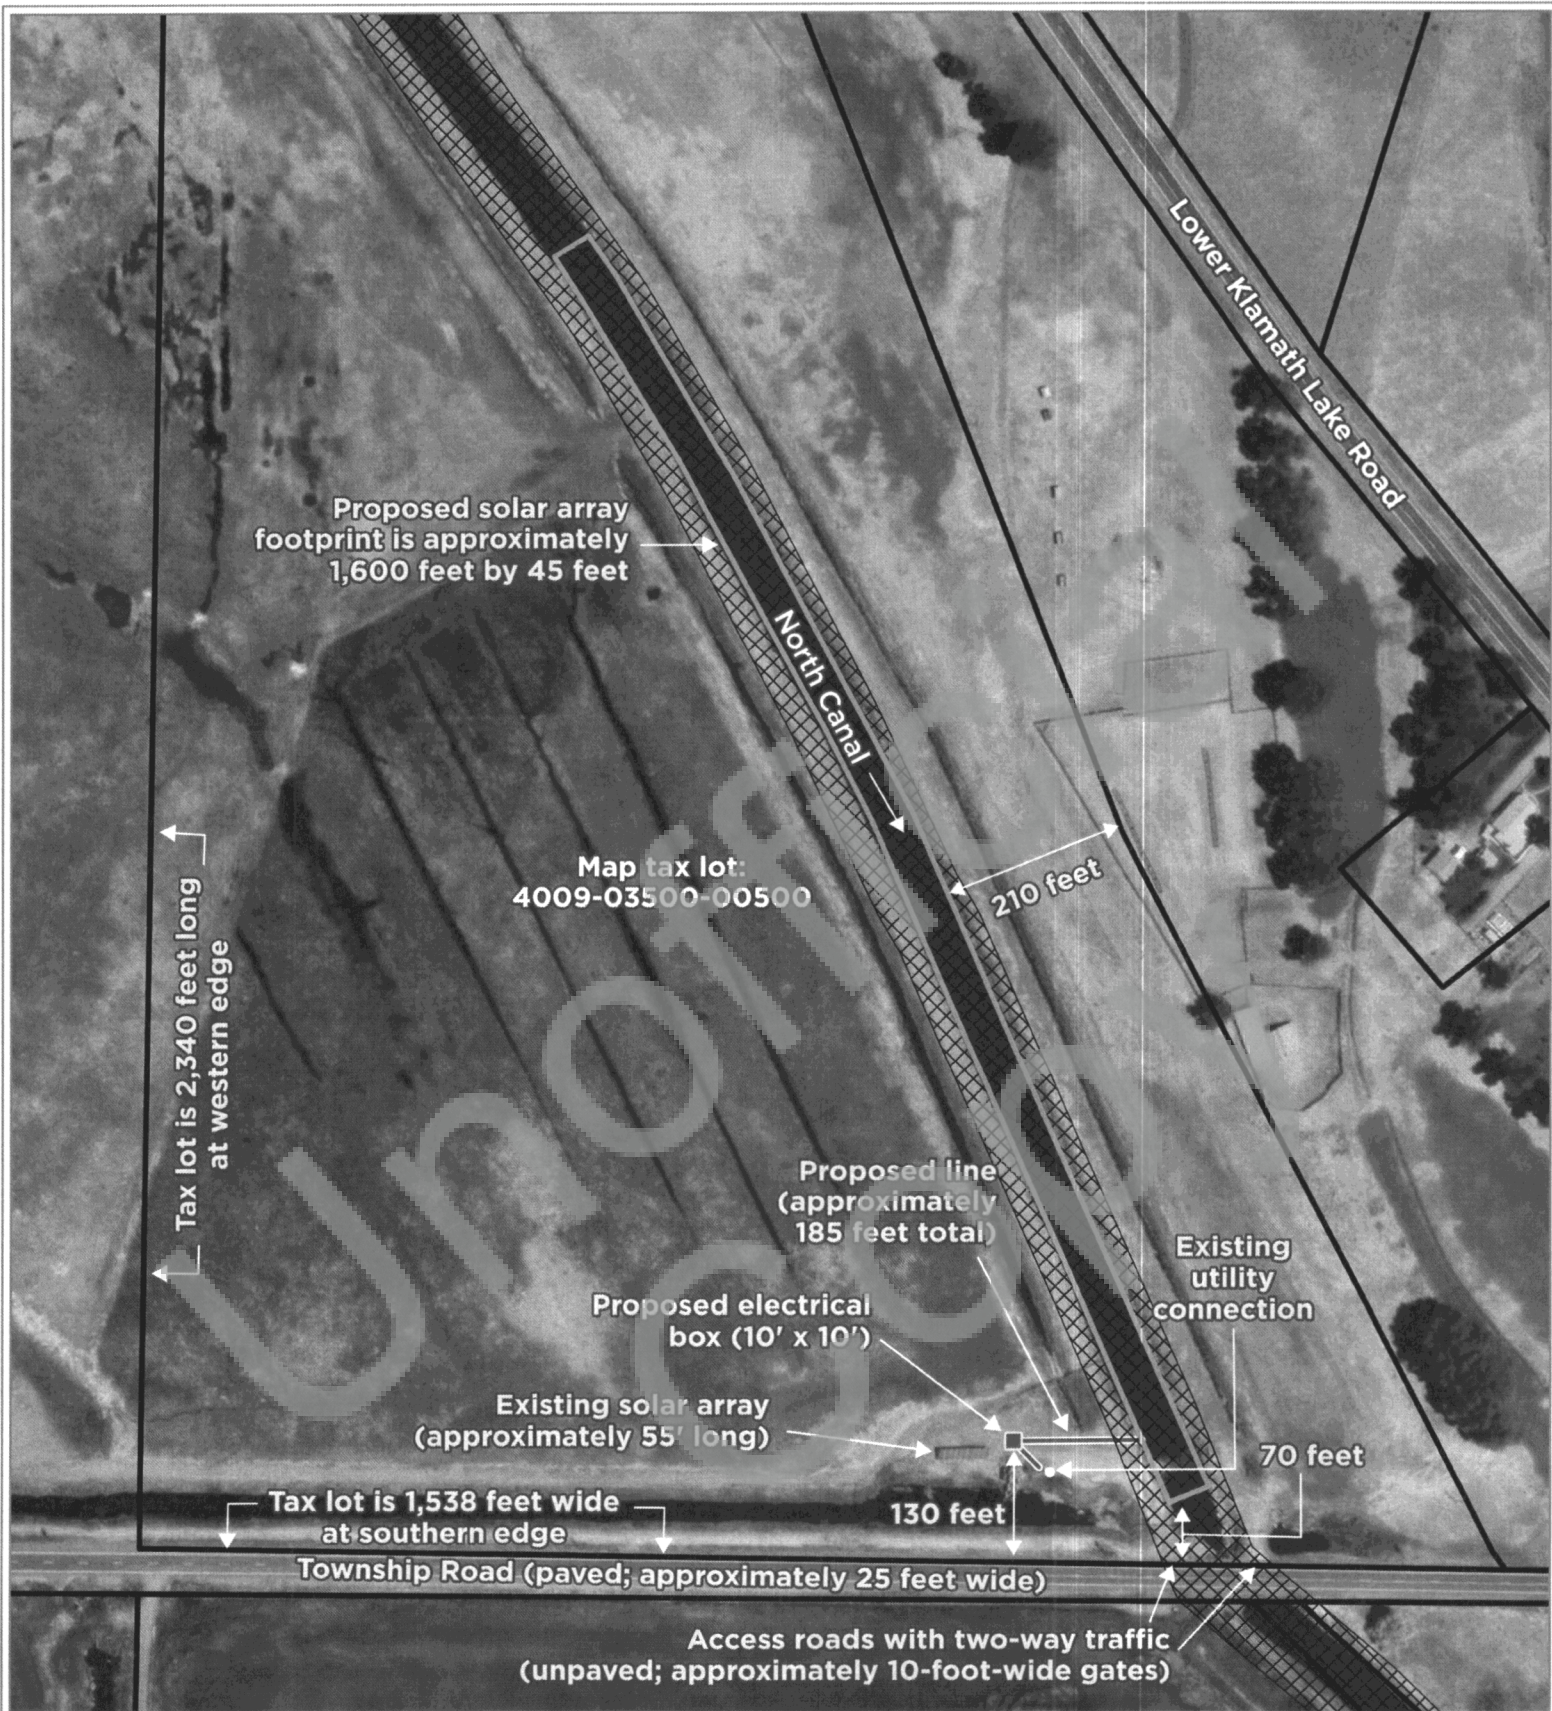 Lower Klamath Lake Road
Proposed solar array
footprint is approximately
1,600 feet by 45 feet
North Canal
Map tax lot:
4009-03500-00500
210 feet
Tax lot is 2,340 feet long
at western edge
Proposed line
(approximately
185 feet total)
Existing
utility
connection
Proposed electrical
box (10' x 10')
Existing solar array
(approximately 55' long)
70 feet
130 feet
Tax lot is 1,538 feet wide
at southern edge
Township Road (paved; approximately 25 feet wide)
Access roads with two-way traffic
(unpaved; approximately 10-foot-wide gates)
Unofficial
Copy